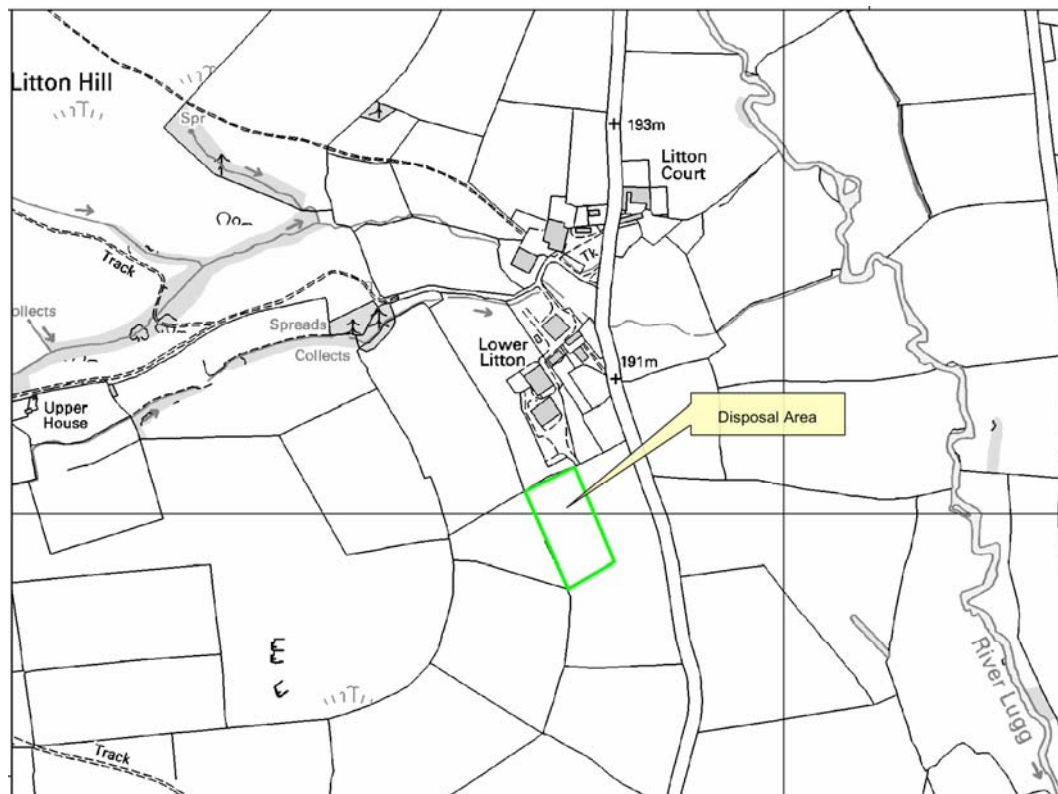 Litton Hill
Spr
193m
Litton
Court
Track
Tk
ollects
Spreads
Collects
Lower
Litton
191m
Disposal Area
Upper
House
River Lugg
Track